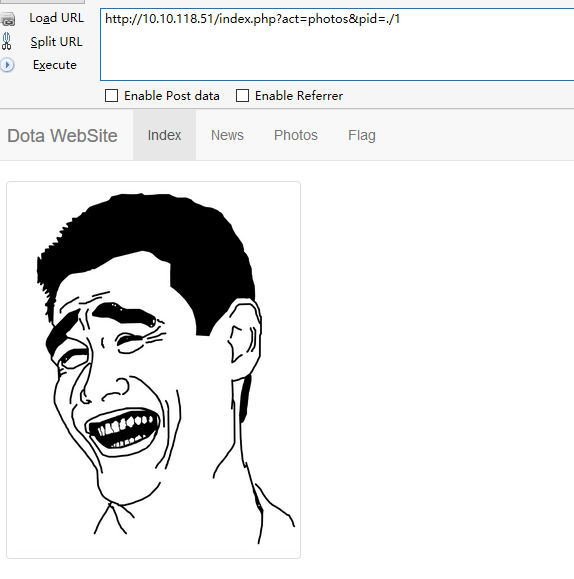 Load URL
http://10.10.118.51/index.php?act=photos&pid=./1
Split URL
Execute
Enable Post data Enable Referrer
Dota WebSite Index News Photos Flag